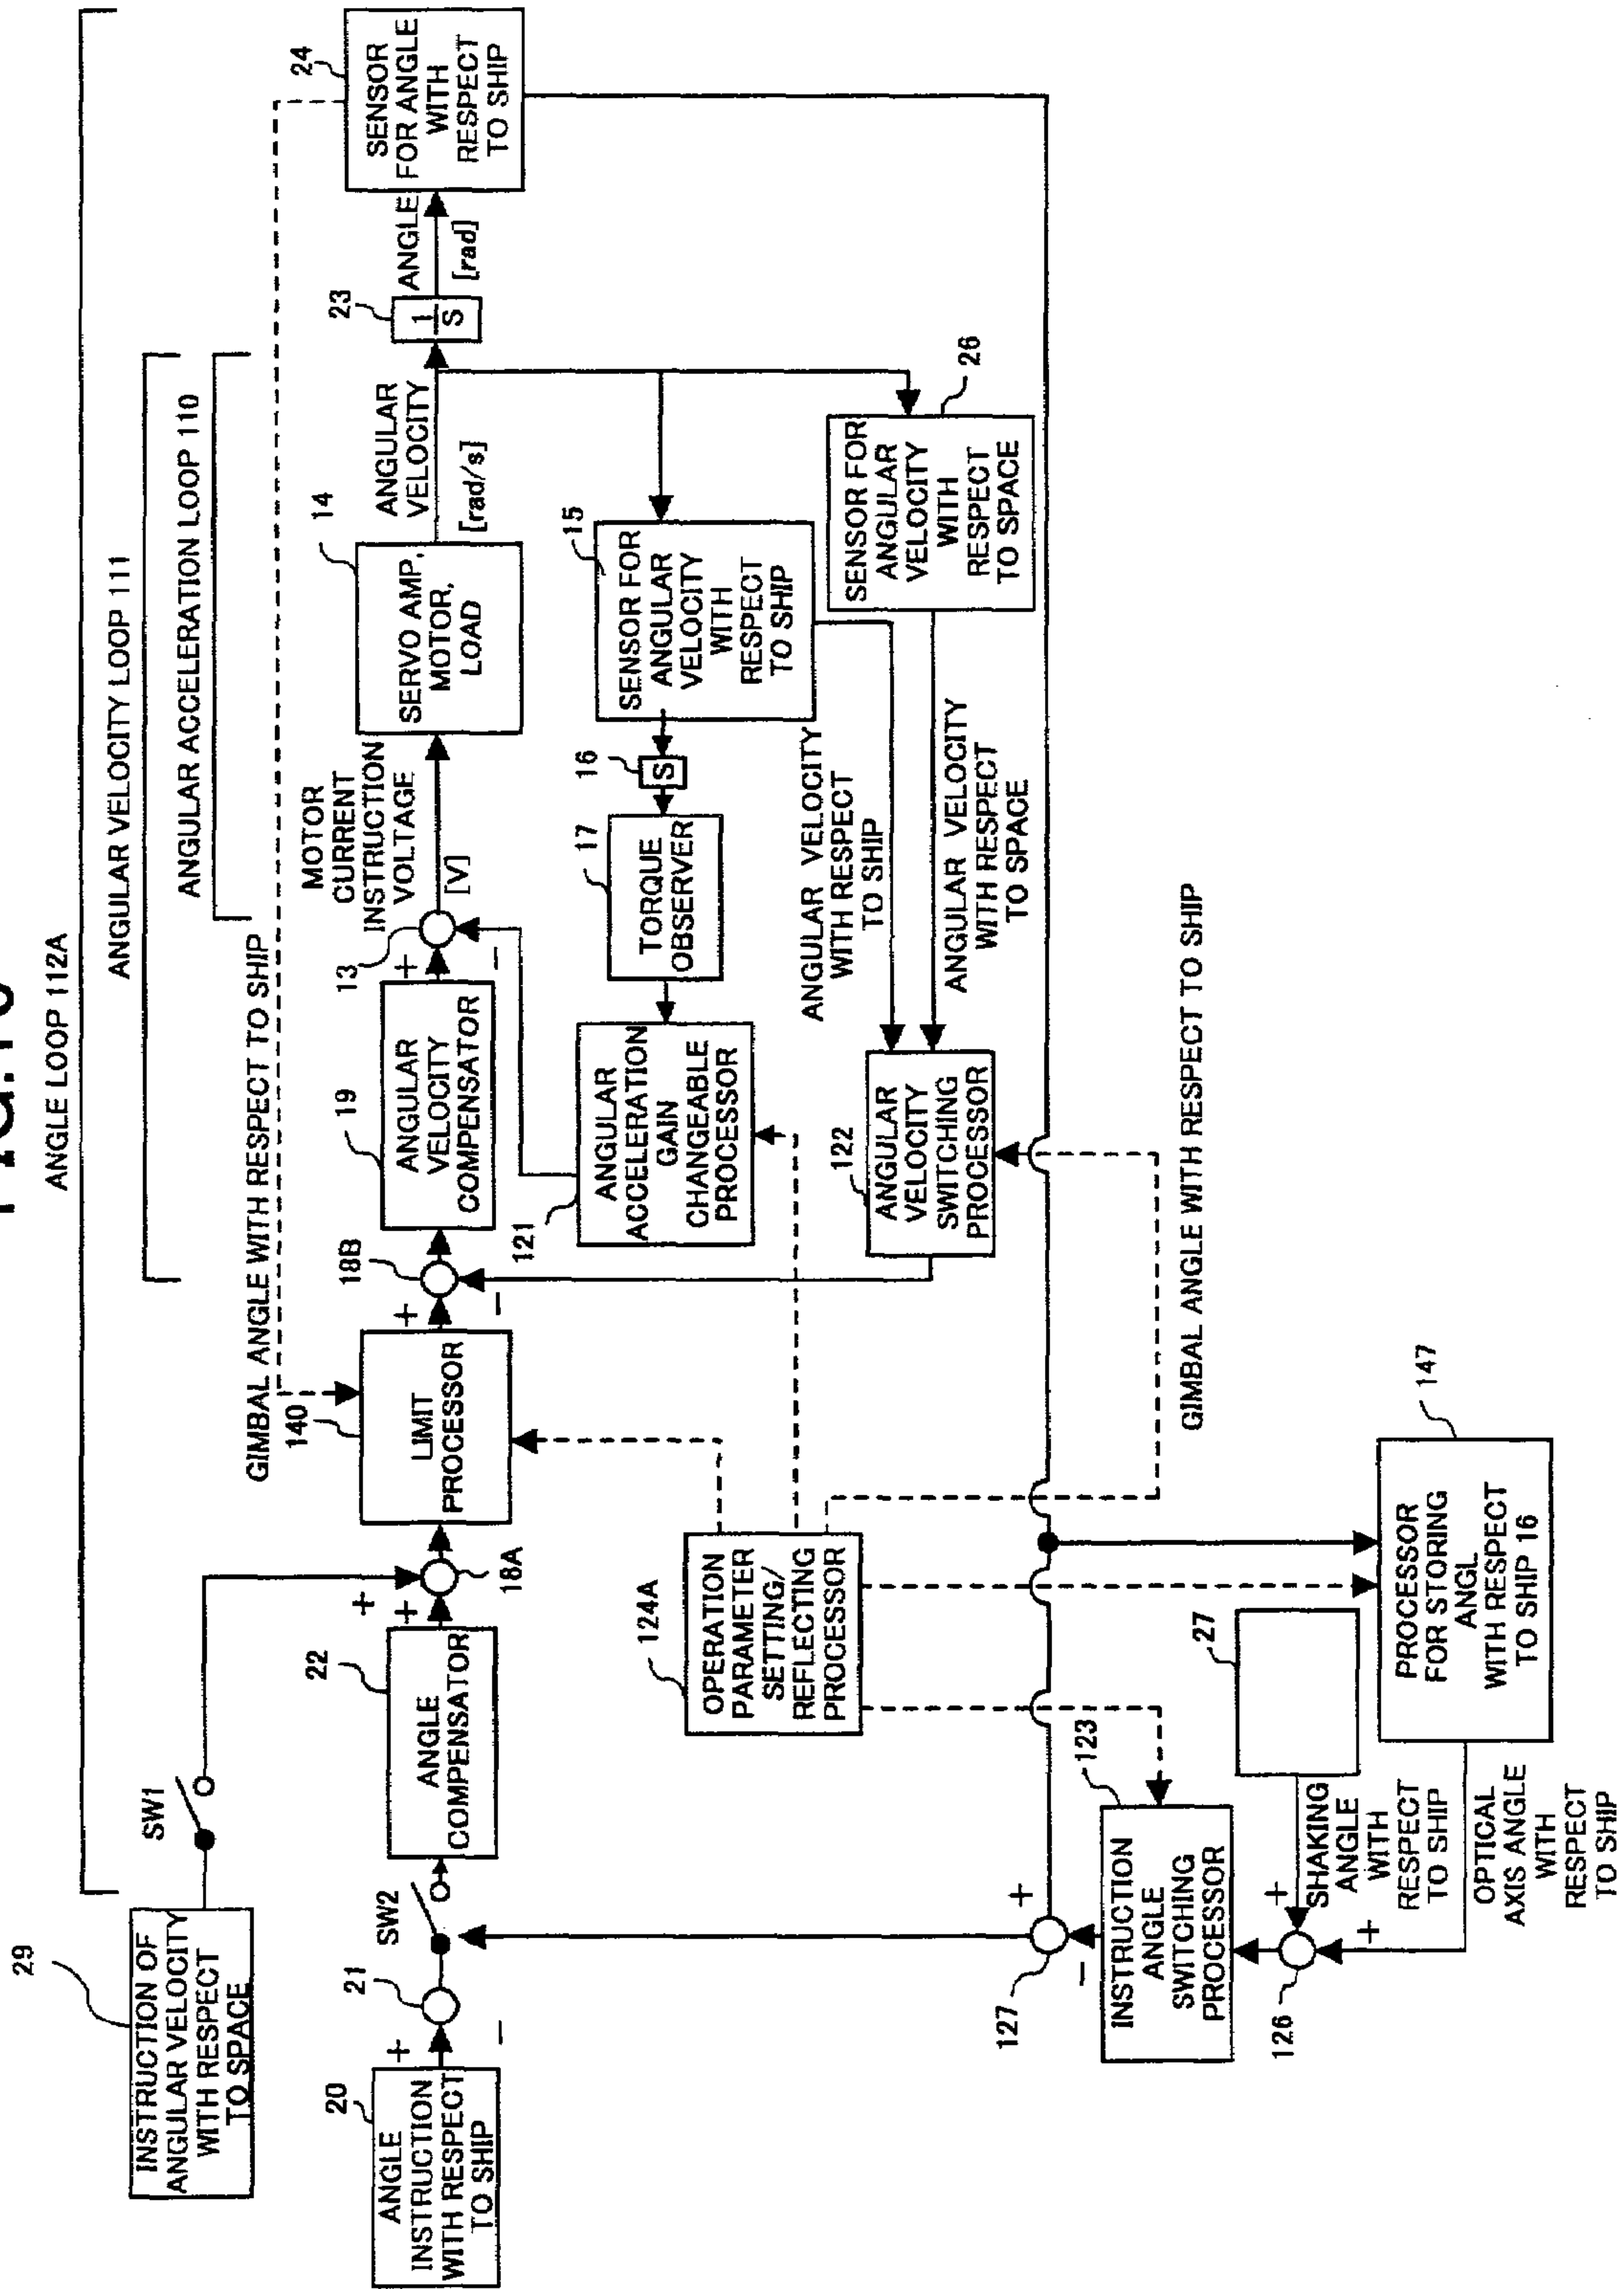 ANGLE LOOP 112A
ANGULAR VELOCITY LOOP 111
ANGULAR ACCELERATION LOOP 110
29
INSTRUCTION OF
ANGULAR VELOCITY
WITH RESPECT
TO SPACE
SW1
GIMBAL ANGLE WITH RESPECT TO SHIP
20
ANGLE
INSTRUCTION
WITH RESPECT
TO SHIP
+
−
21
SW2
22
ANGLE
COMPENSATOR
+
+
18A
140
LIMIT
PROCESSOR
+
−
18B
19
ANGULAR
VELOCITY
COMPENSATOR
+
−
13
MOTOR
CURRENT
INSTRUCTION
VOLTAGE
[V]
14
SERVO AMP,
MOTOR,
LOAD
ANGULAR
VELOCITY
[rad/s]
23
1
S
ANGLE
[rad]
24
SENSOR
FOR ANGLE
WITH
RESPECT
TO SHIP
121
ANGULAR
ACCELERATION
GAIN
CHANGEABLE
PROCESSOR
17
TORQUE
OBSERVER
16
S
15
SENSOR FOR
ANGULAR
VELOCITY
WITH
RESPECT
TO SHIP
26
SENSOR FOR
ANGULAR
VELOCITY
WITH
RESPECT
TO SPACE
124A
OPERATION
PARAMETER
SETTING/
REFLECTING
PROCESSOR
122
ANGULAR
VELOCITY
SWITCHING
PROCESSOR
ANGULAR VELOCITY
WITH RESPECT
TO SHIP
ANGULAR VELOCITY
WITH RESPECT
TO SPACE
GIMBAL ANGLE WITH RESPECT TO SHIP
127
+
−
123
INSTRUCTION
ANGLE
SWITCHING
PROCESSOR
126
+
+
27
SHAKING
ANGLE
WITH
RESPECT
TO SHIP
OPTICAL
AXIS ANGLE
WITH
RESPECT
TO SHIP
147
PROCESSOR
FOR STORING
ANGL
WITH RESPECT
TO SHIP 16